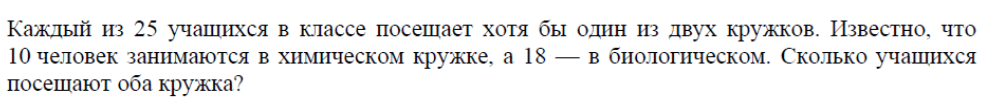 Каждый из 25 учащихся в классе посещает хотя бы один из двух кружков. Известно, что
10 человек занимаются в химическом кружке, а 18 — в биологическом. Сколько учащихся
посещают оба кружка?